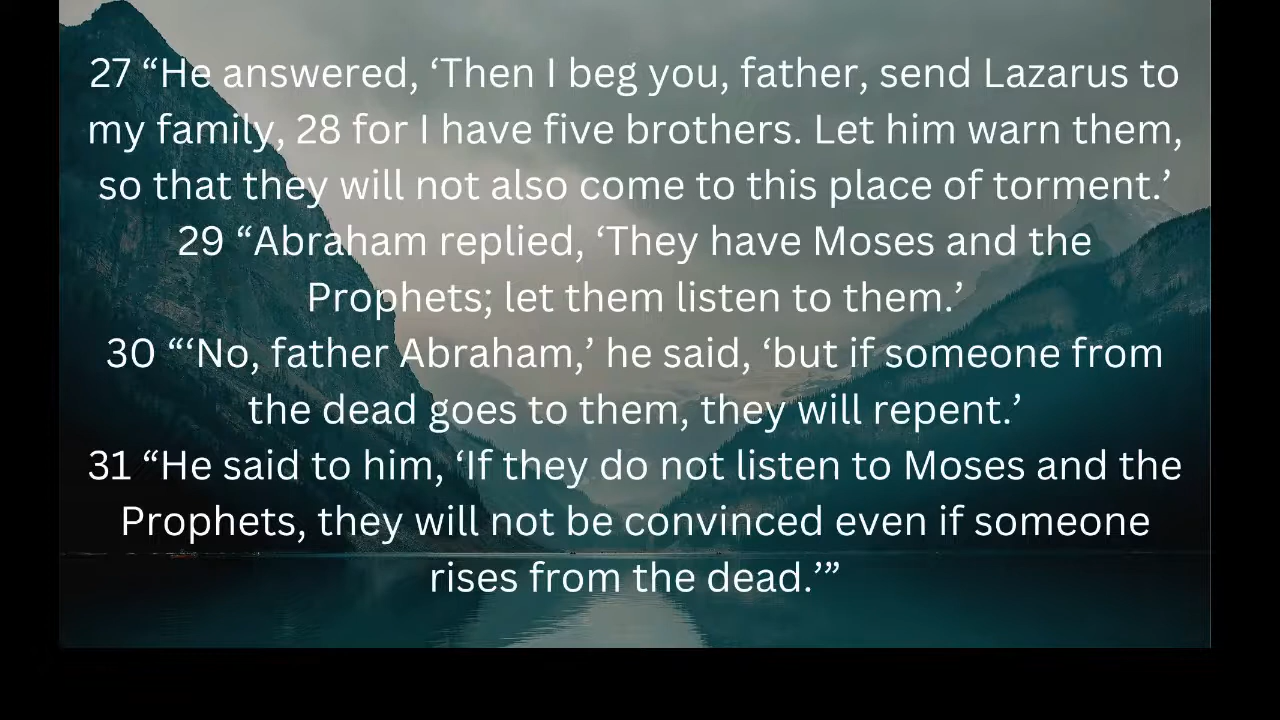 27 “He answered, ‘Then I beg you, father, send Lazarus to
my family, 28 for I have five brothers. Let him warn them,
so that they will not also come to this place of torment.’
29 “Abraham replied, ‘They have Moses and the
Prophets; let them listen to them.’
30 “‘No, father Abraham,’ he said, ‘but if someone from
the dead goes to them, they will repent.’
31 “He said to him, ‘If they do not listen to Moses and the
Prophets, they will not be convinced even if someone
rises from the dead.’”